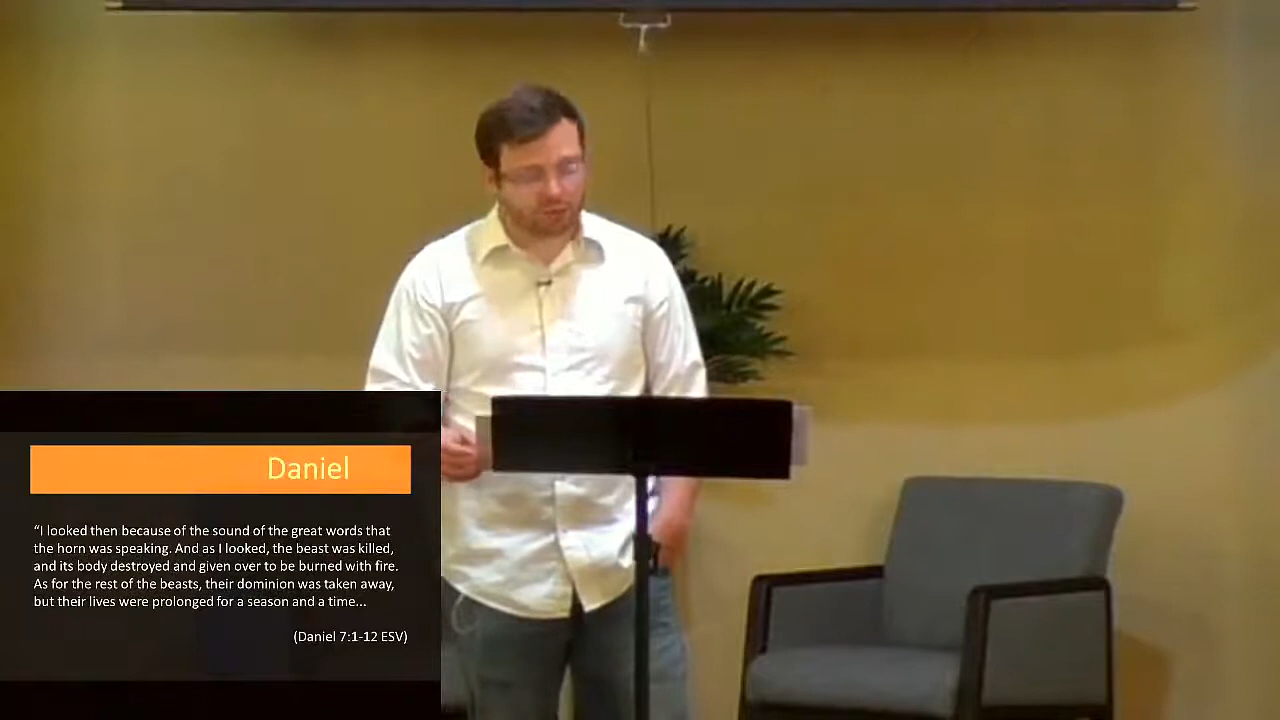 Daniel
“I looked then because of the sound of the great words that
the horn was speaking. And as I looked, the beast was killed,
and its body destroyed and given over to be burned with fire.
As for the rest of the beasts, their dominion was taken away,
but their lives were prolonged for a season and a time...
(Daniel 7:1-12 ESV)